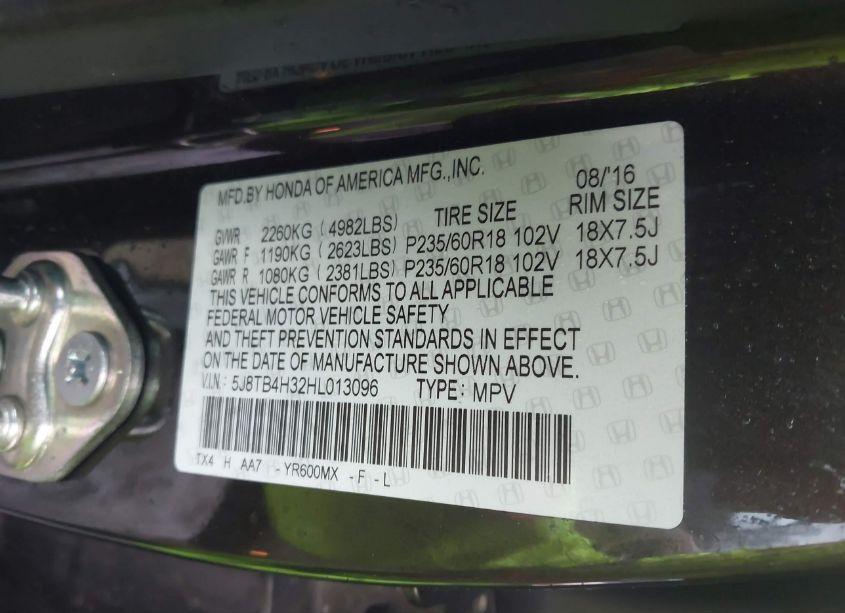 MFD.BY HONDA OF AMERICA MFG.,INC. 08/'16
GVWR 2260KG ( 4982LBS) TIRE SIZE RIM SIZE
GAWR F 1190KG ( 2623LBS) P235/60R18 102V 18X7.5J
GAWR R 1080KG ( 2381LBS) P235/60R18 102V 18X7.5J
THIS VEHICLE CONFORMS TO ALL APPLICABLE
FEDERAL MOTOR VEHICLE SAFETY
AND THEFT PREVENTION STANDARDS IN EFFECT
ON THE DATE OF MANUFACTURE SHOWN ABOVE.
V.I.N.: 5J8TB4H32HL013096 TYPE: MPV
TX4 H AA7 - YR600MX - F - L